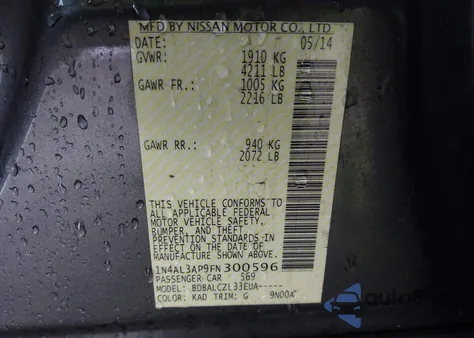 MFD BY NISSAN MOTOR CO., LTD
DATE: 05/14
GVWR: 1910 KG
4211 LB
GAWR FR.: 1005 KG
2216 LB
GAWR RR.: 940 KG
2072 LB
THIS VEHICLE CONFORMS TO
ALL APPLICABLE FEDERAL
MOTOR VEHICLE SAFETY,
BUMPER, AND THEFT
PREVENTION STANDARDS IN
EFFECT ON THE DATE OF
MANUFACTURE SHOWN ABOVE.
1N4AL3AP9FN300596
PASSENGER CAR 569
MODEL: BDBALCZL33EUA-----
COLOR: KAD TRIM: G 9N00A